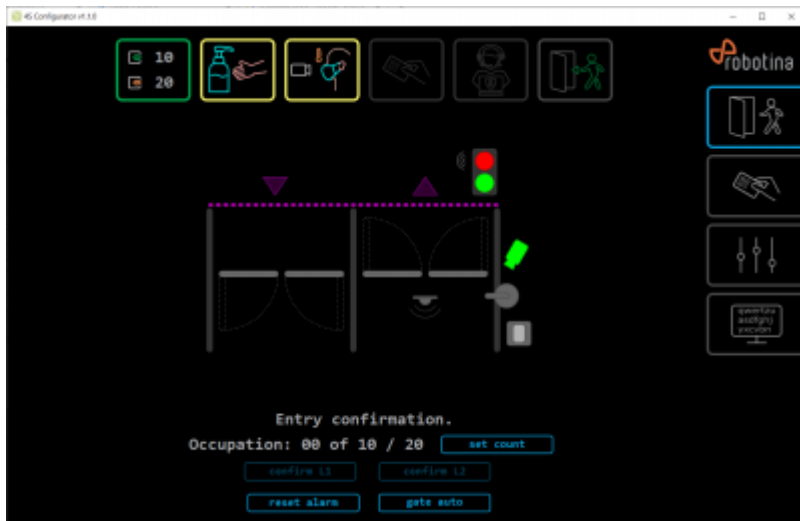 4S Configurator v1.1.0
10
20
robotina
Entry confirmation.
Occupation: 00 of 10 / 20 set count
confirm L1 confirm L2
reset alarm gate auto